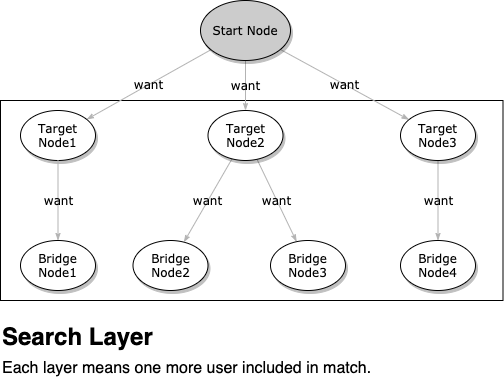 Start Node
want
want
want
Target
Node1
Target
Node2
Target
Node3
want
want
want
want
Bridge
Node1
Bridge
Node2
Bridge
Node3
Bridge
Node4
Search Layer
Each layer means one more user included in match.